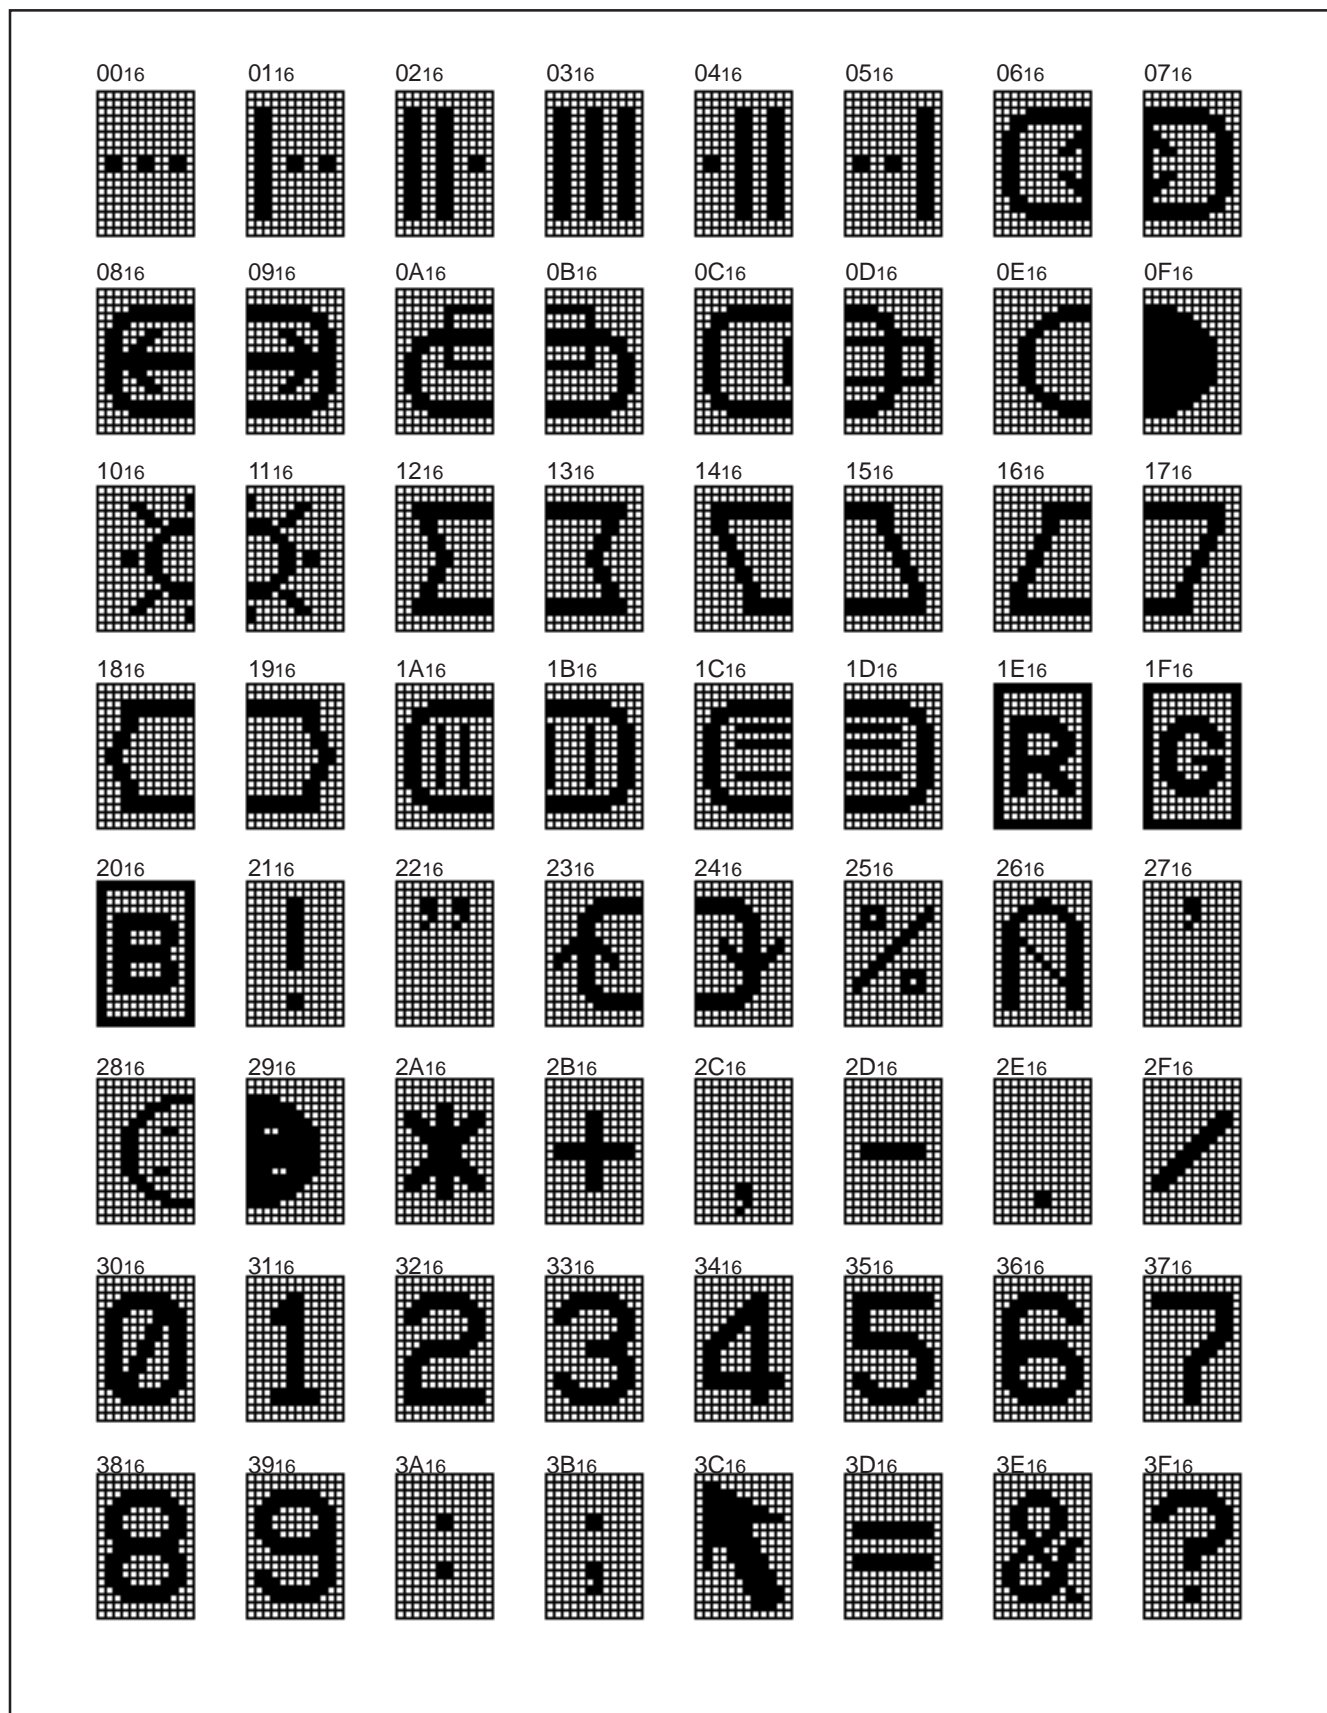 0016 0116 0216 0316 0416 0516 0616 0716
0816 0916 0A16 0B16 0C16 0D16 0E16 0F16
1016 1116 1216 1316 1416 1516 1616 1716
1816 1916 1A16 1B16 1C16 1D16 1E16 1F16
R G
2016 2116 2216 2316 2416 2516 2616 2716
B ! " % '
2816 2916 2A16 2B16 2C16 2D16 2E16 2F16
* + , - . /
3016 3116 3216 3316 3416 3516 3616 3716
0 1 2 3 4 5 6 7
3816 3916 3A16 3B16 3C16 3D16 3E16 3F16
8 9 : ; = & ?